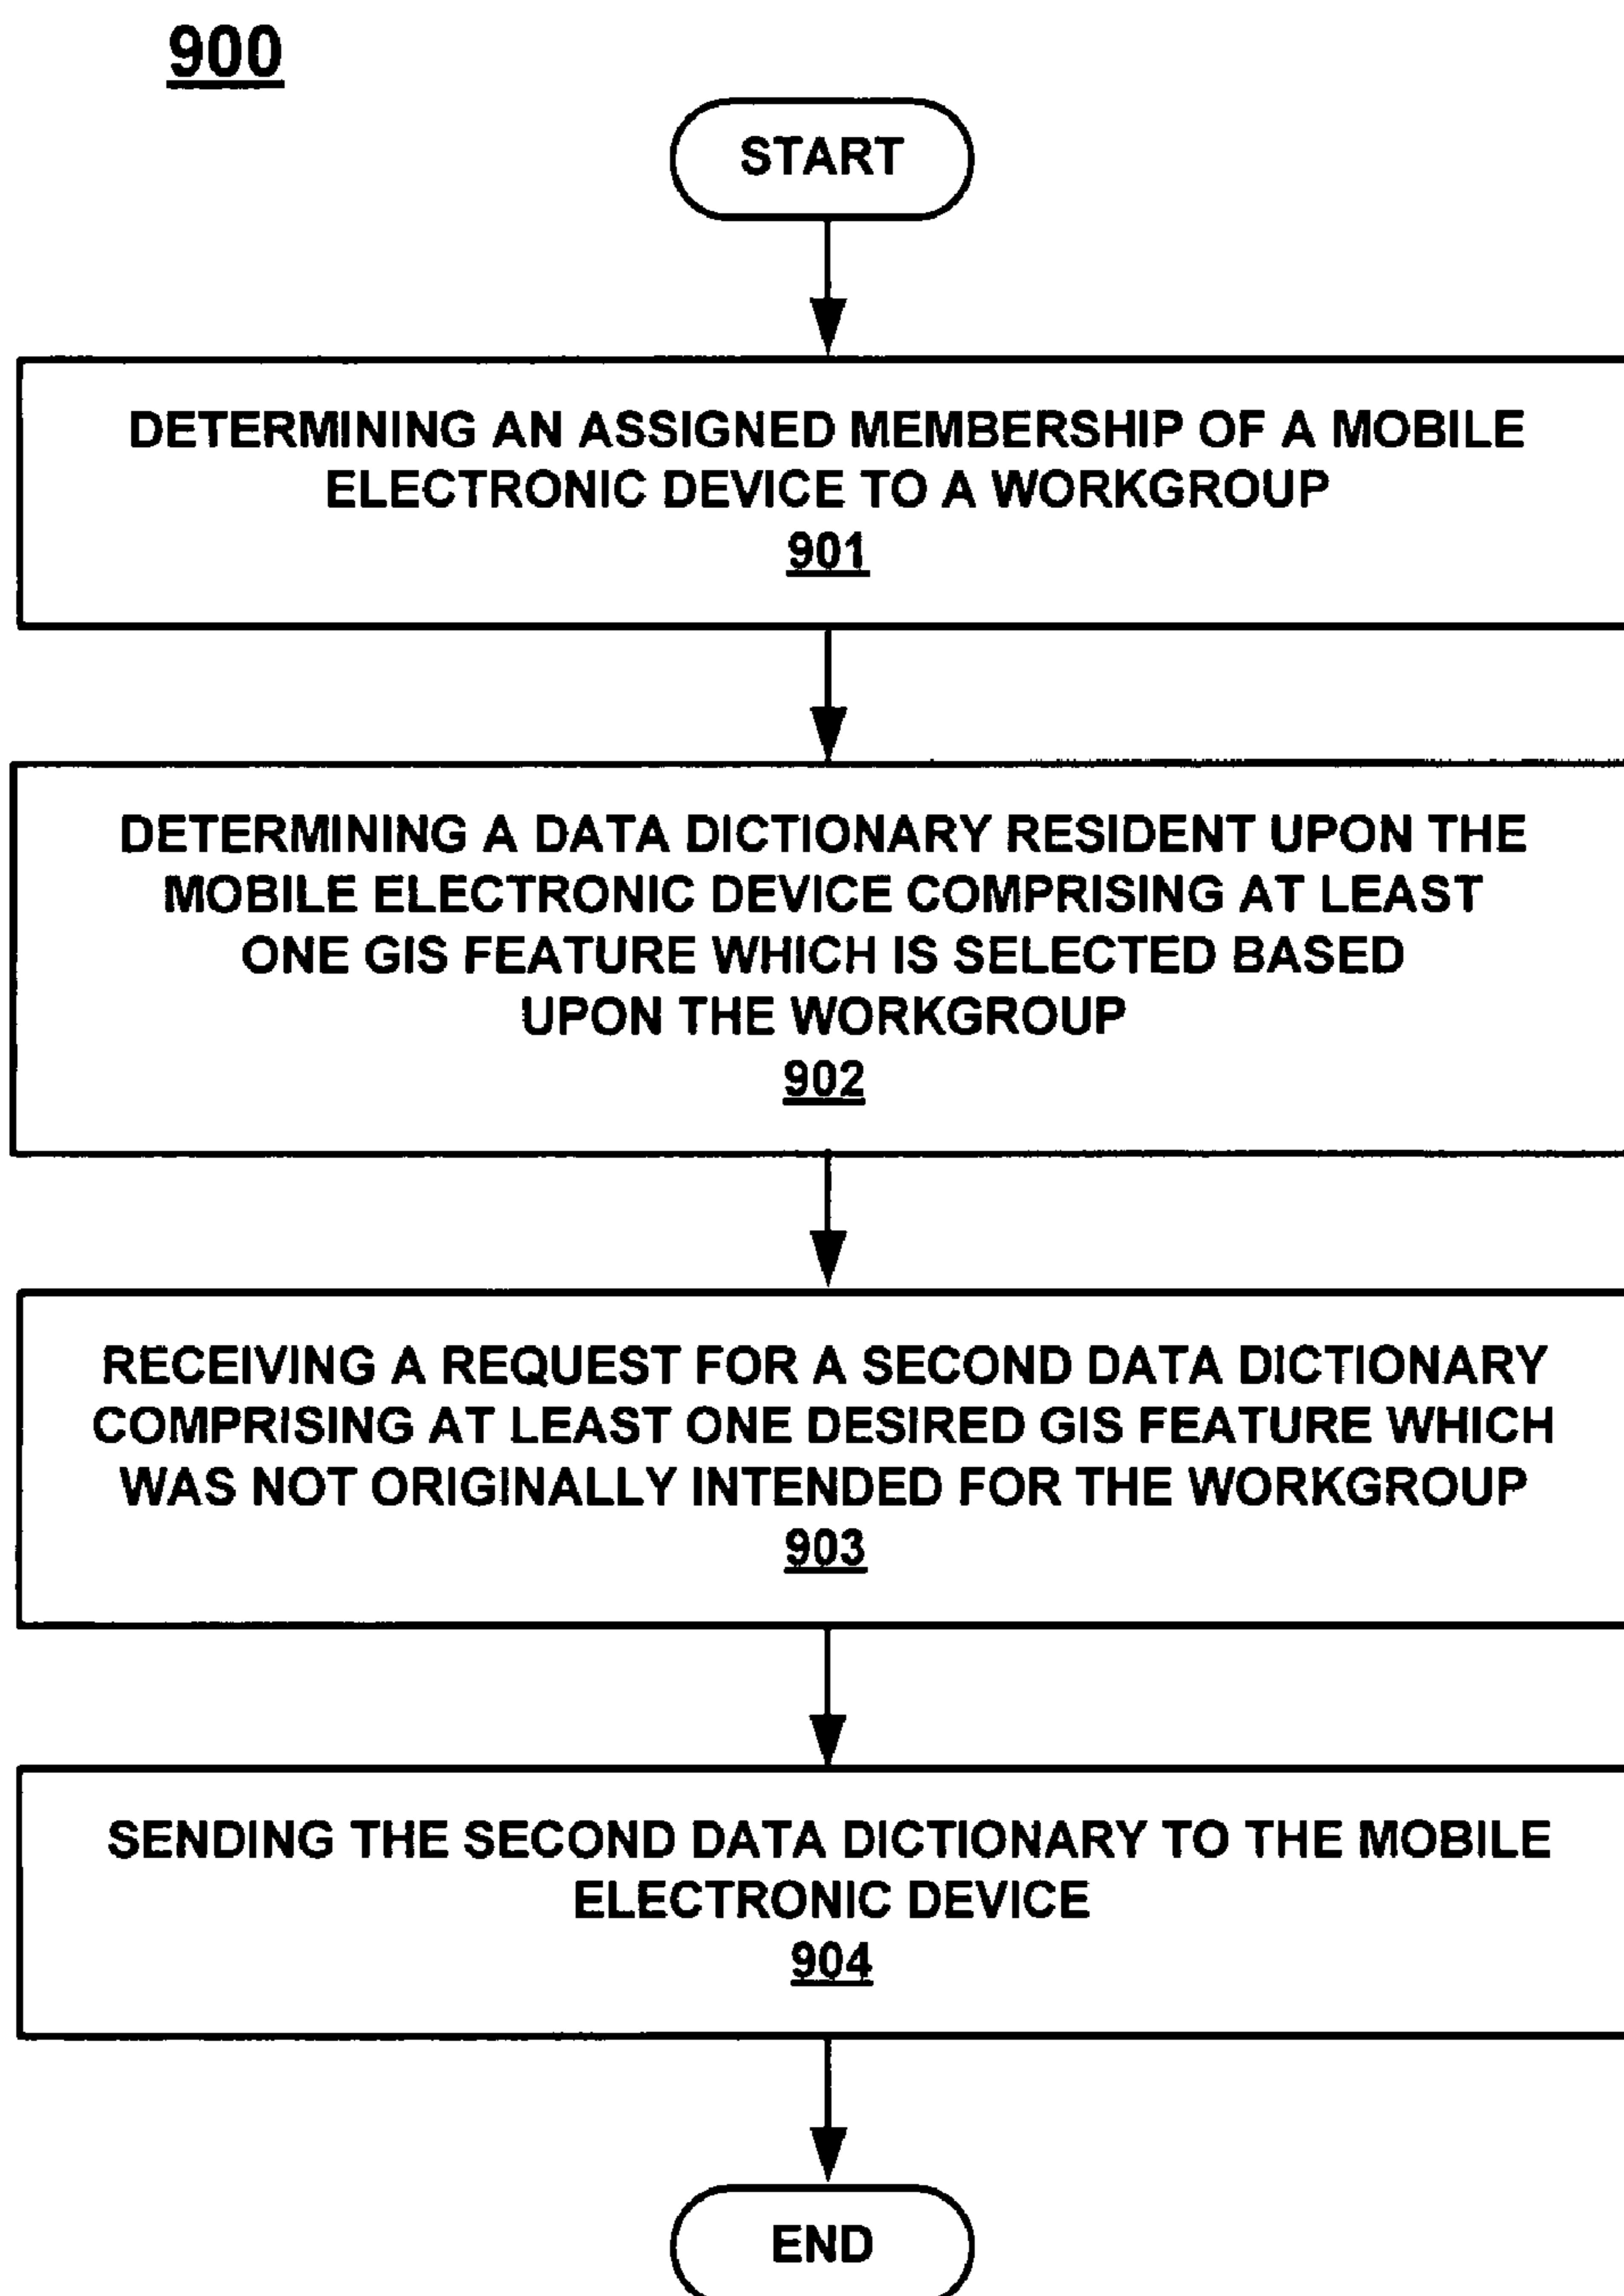 900
START
DETERMINING AN ASSIGNED MEMBERSHIP OF A MOBILE
ELECTRONIC DEVICE TO A WORKGROUP
901
DETERMINING A DATA DICTIONARY RESIDENT UPON THE
MOBILE ELECTRONIC DEVICE COMPRISING AT LEAST
ONE GIS FEATURE WHICH IS SELECTED BASED
UPON THE WORKGROUP
902
RECEIVING A REQUEST FOR A SECOND DATA DICTIONARY
COMPRISING AT LEAST ONE DESIRED GIS FEATURE WHICH
WAS NOT ORIGINALLY INTENDED FOR THE WORKGROUP
903
SENDING THE SECOND DATA DICTIONARY TO THE MOBILE
ELECTRONIC DEVICE
904
END